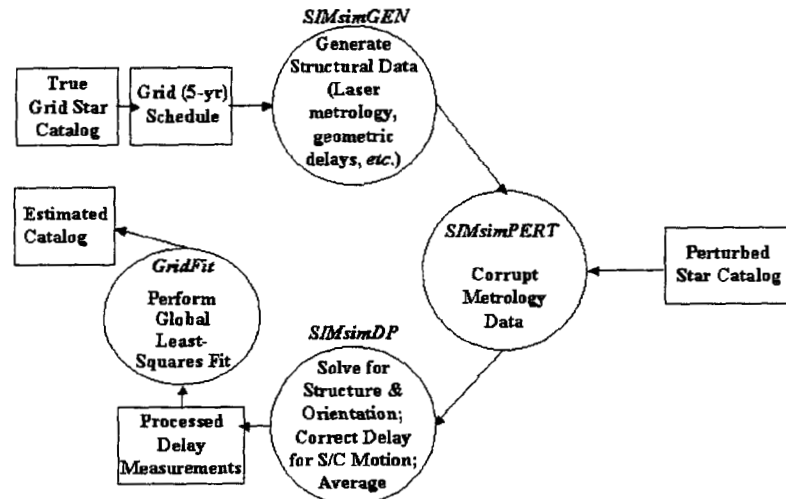 SIMsimGEN
Generate
Structural Data
(Laser
metrology,
geometric
delays, etc.)
True
Grid Star
Catalog
Grid (5-yr)
Schedule
Estimated
Catalog
SIMsimPERT
Corrupt
Metrology
Data
Perturbed
Star Catalog
GridFit
Perform
Global
Least-
Squares Fit
SIMsimDP
Solve for
Structure &
Orientation;
Correct Delay
for S/C Motion;
Average
Processed
Delay
Measurements